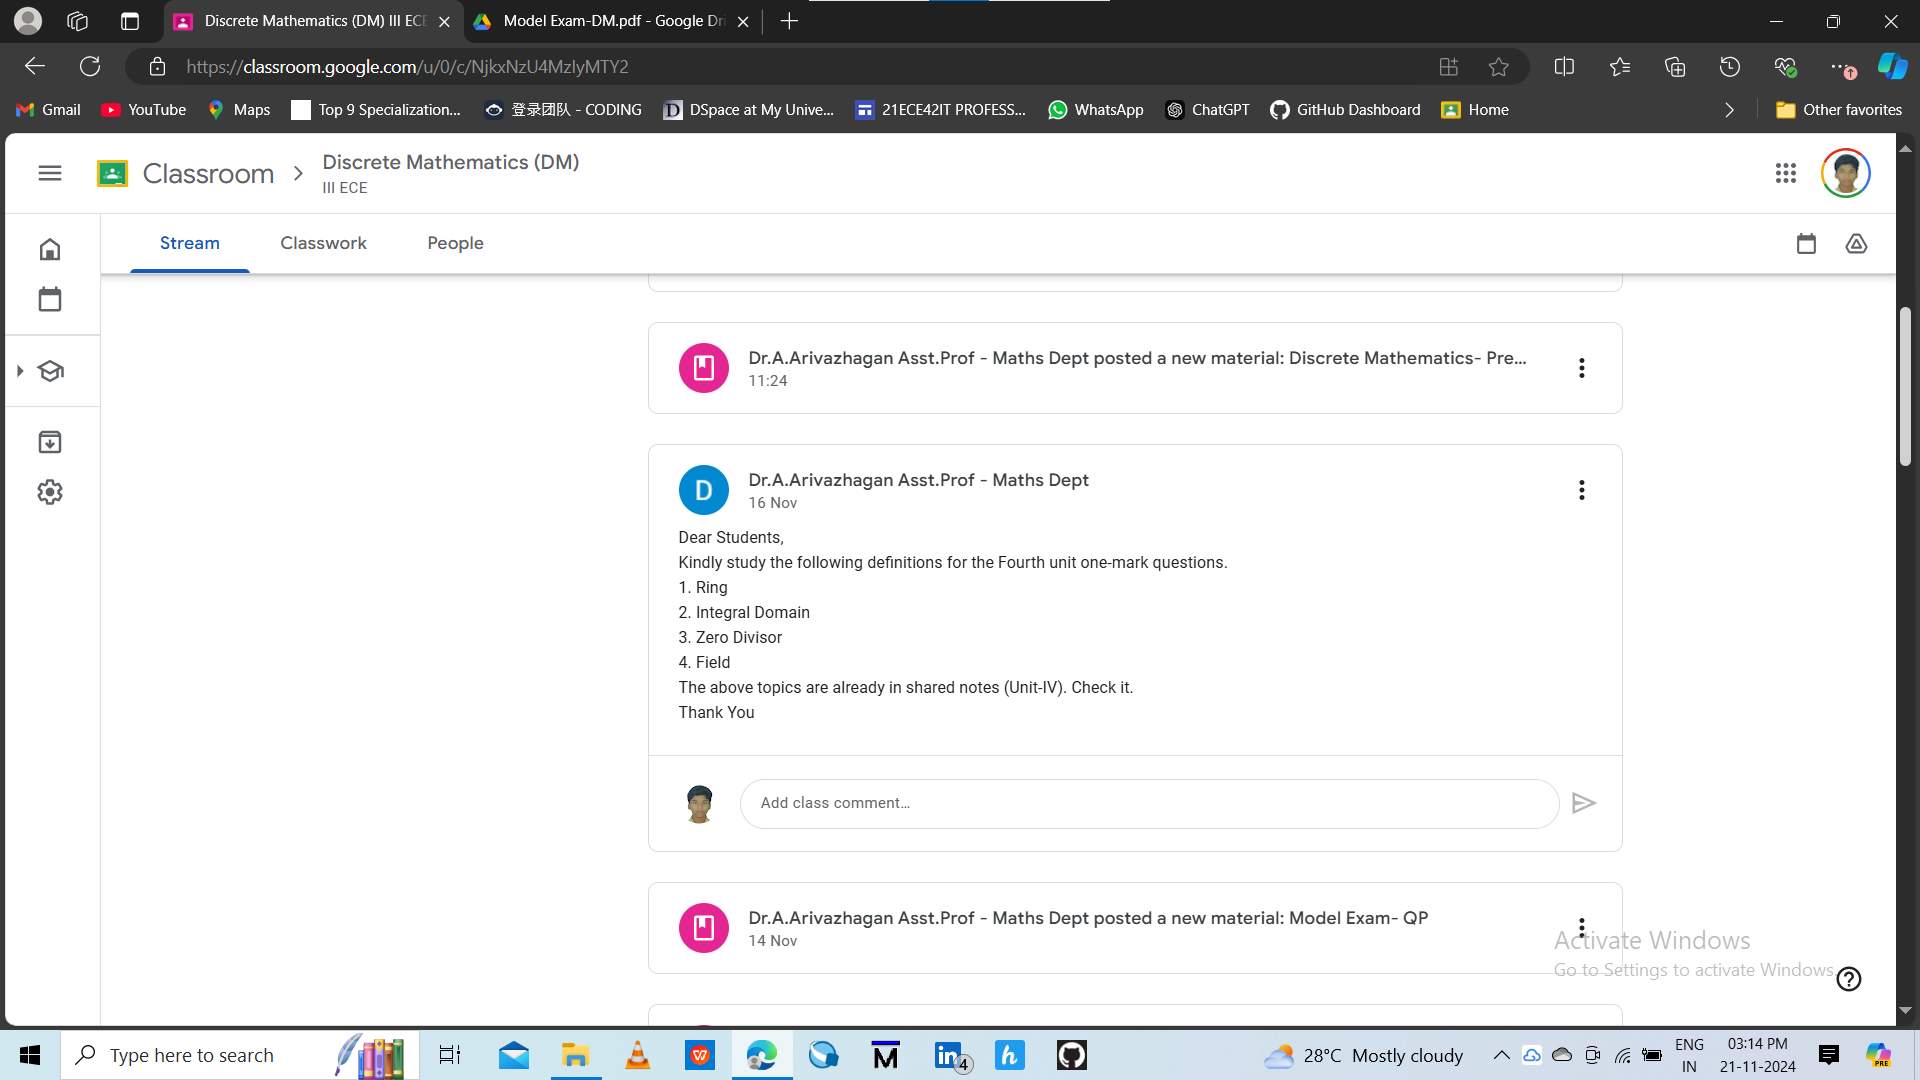 Discrete Mathematics (DM) III ECE
Model Exam-DM.pdf - Google Dri
https://classroom.google.com/u/0/c/NjkxNzU4MzIyMTY2
Gmail
YouTube
Maps
Top 9 Specialization...
登录团队 - CODING
DSpace at My Unive...
21ECE42IT PROFESS...
WhatsApp
ChatGPT
GitHub Dashboard
Home
Other favorites
Classroom
Discrete Mathematics (DM)
III ECE
Stream
Classwork
People
Dr.A.Arivazhagan Asst.Prof - Maths Dept posted a new material: Discrete Mathematics- Pre...
11:24
D
Dr.A.Arivazhagan Asst.Prof - Maths Dept
16 Nov
Dear Students,
Kindly study the following definitions for the Fourth unit one-mark questions.
1. Ring
2. Integral Domain
3. Zero Divisor
4. Field
The above topics are already in shared notes (Unit-IV). Check it.
Thank You
Add class comment...
Dr.A.Arivazhagan Asst.Prof - Maths Dept posted a new material: Model Exam- QP
14 Nov
Activate Windows
Go to Settings to activate Windows.
Type here to search
4
28°C Mostly cloudy
ENG
IN
03:14 PM
21-11-2024
PRE